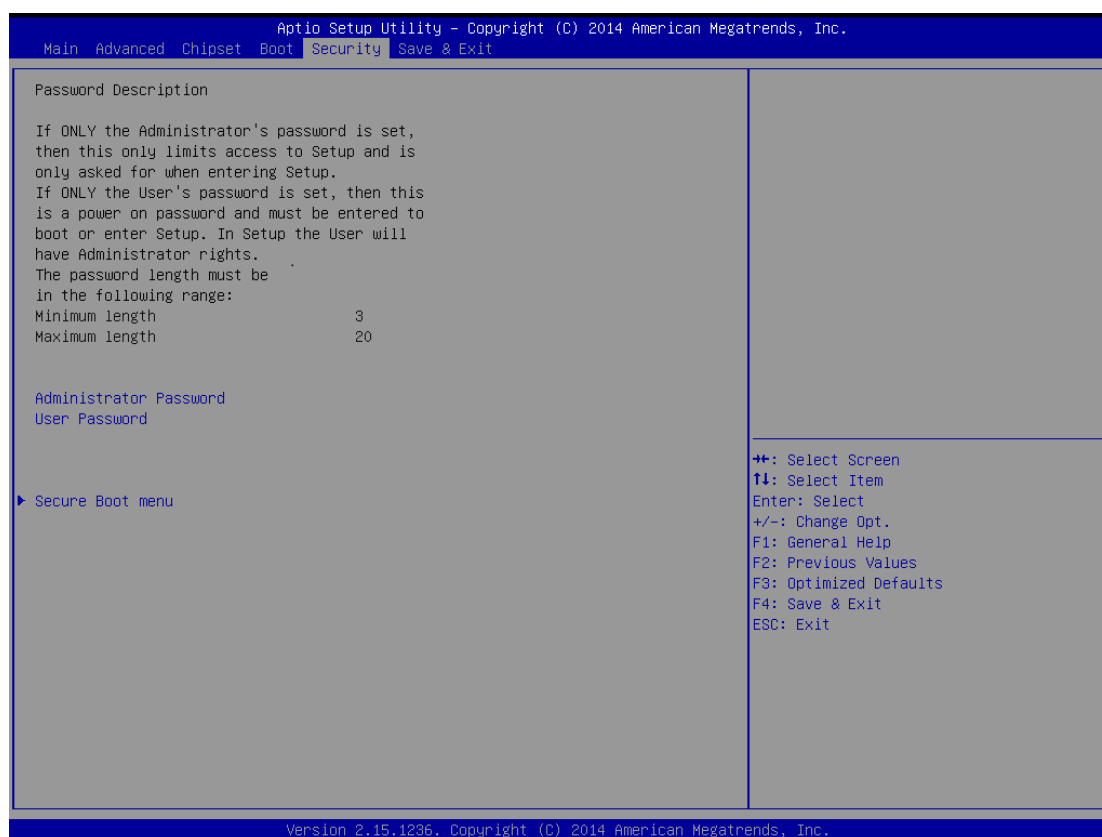 Aptio Setup Utility – Copyright (C) 2014 American Megatrends, Inc.
Main Advanced Chipset Boot Security Save & Exit
Password Description
If ONLY the Administrator's password is set,
then this only limits access to Setup and is
only asked for when entering Setup.
If ONLY the User's password is set, then this
is a power on password and must be entered to
boot or enter Setup. In Setup the User will
have Administrator rights.
The password length must be
in the following range:
Minimum length 3
Maximum length 20
Administrator Password
User Password
Secure Boot menu
→←: Select Screen
↑↓: Select Item
Enter: Select
+/-: Change Opt.
F1: General Help
F2: Previous Values
F3: Optimized Defaults
F4: Save & Exit
ESC: Exit
Version 2.15.1236. Copyright (C) 2014 American Megatrends, Inc.